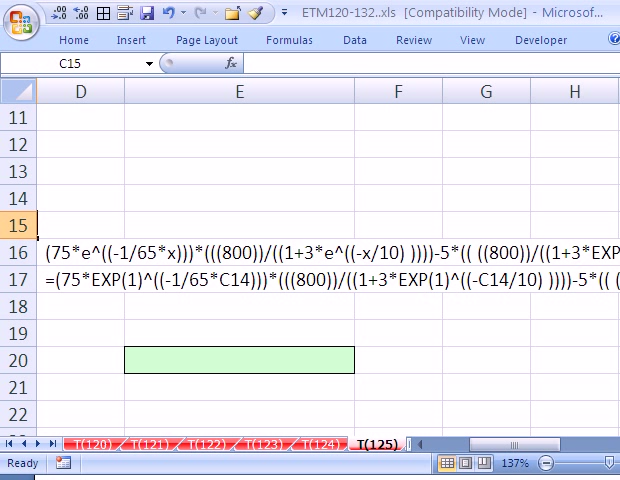 ETM120-132..xls [Compatibility Mode] - Microsof...
Home Insert Page Layout Formulas Data Reviews View Developer
C15 fx
D E F G H
11
12
13
14
15
16 (75*e^((-1/65*x)))*(((800))/((1+3*e^((-x/10) ))))-5*(( ((800))/((1+3*EXP
17 =(75*EXP(1)^((-1/65*C14)))*(((800))/((1+3*EXP(1)^((-C14/10) ))))-5*(( (
18
19
20
21
22
T(120) T(121) T(122) T(123) T(124) T(125)
Ready 137%